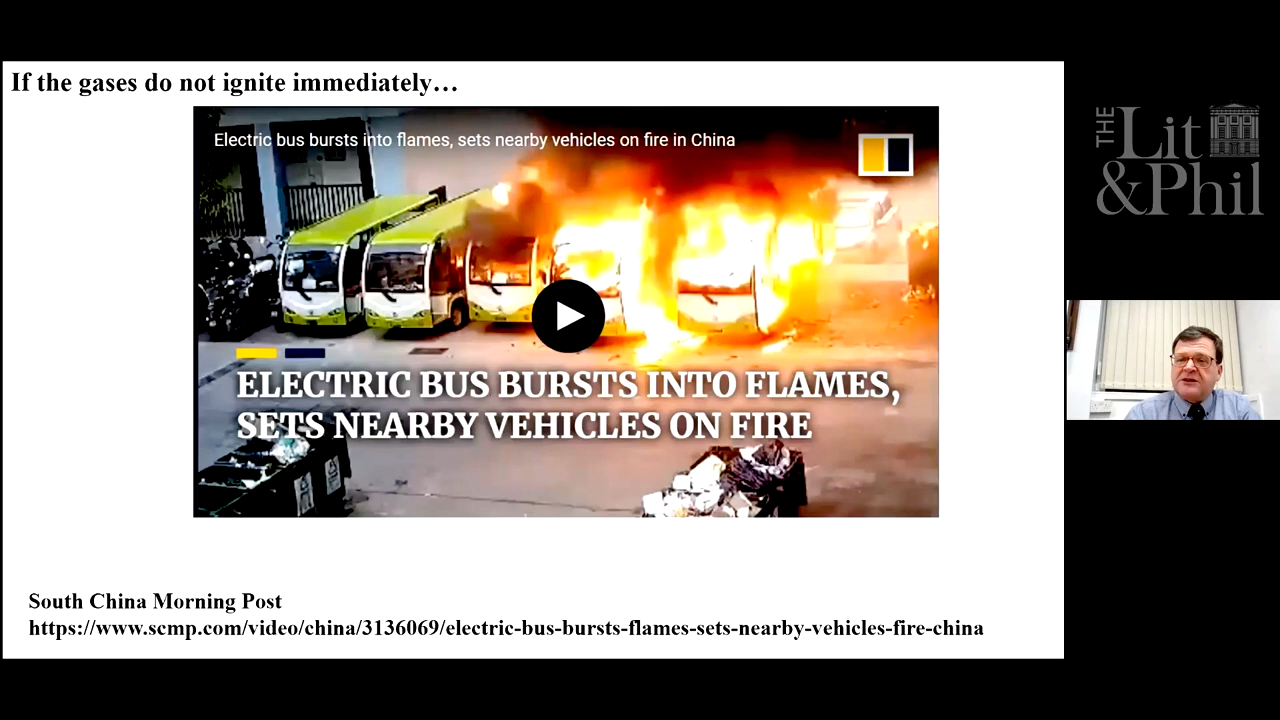 If the gases do not ignite immediately…
Electric bus bursts into flames, sets nearby vehicles on fire in China
ELECTRIC BUS BURSTS INTO FLAMES,
SETS NEARBY VEHICLES ON FIRE
South China Morning Post
https://www.scmp.com/video/china/3136069/electric-bus-bursts-flames-sets-nearby-vehicles-fire-china
THE
Lit
&Phil